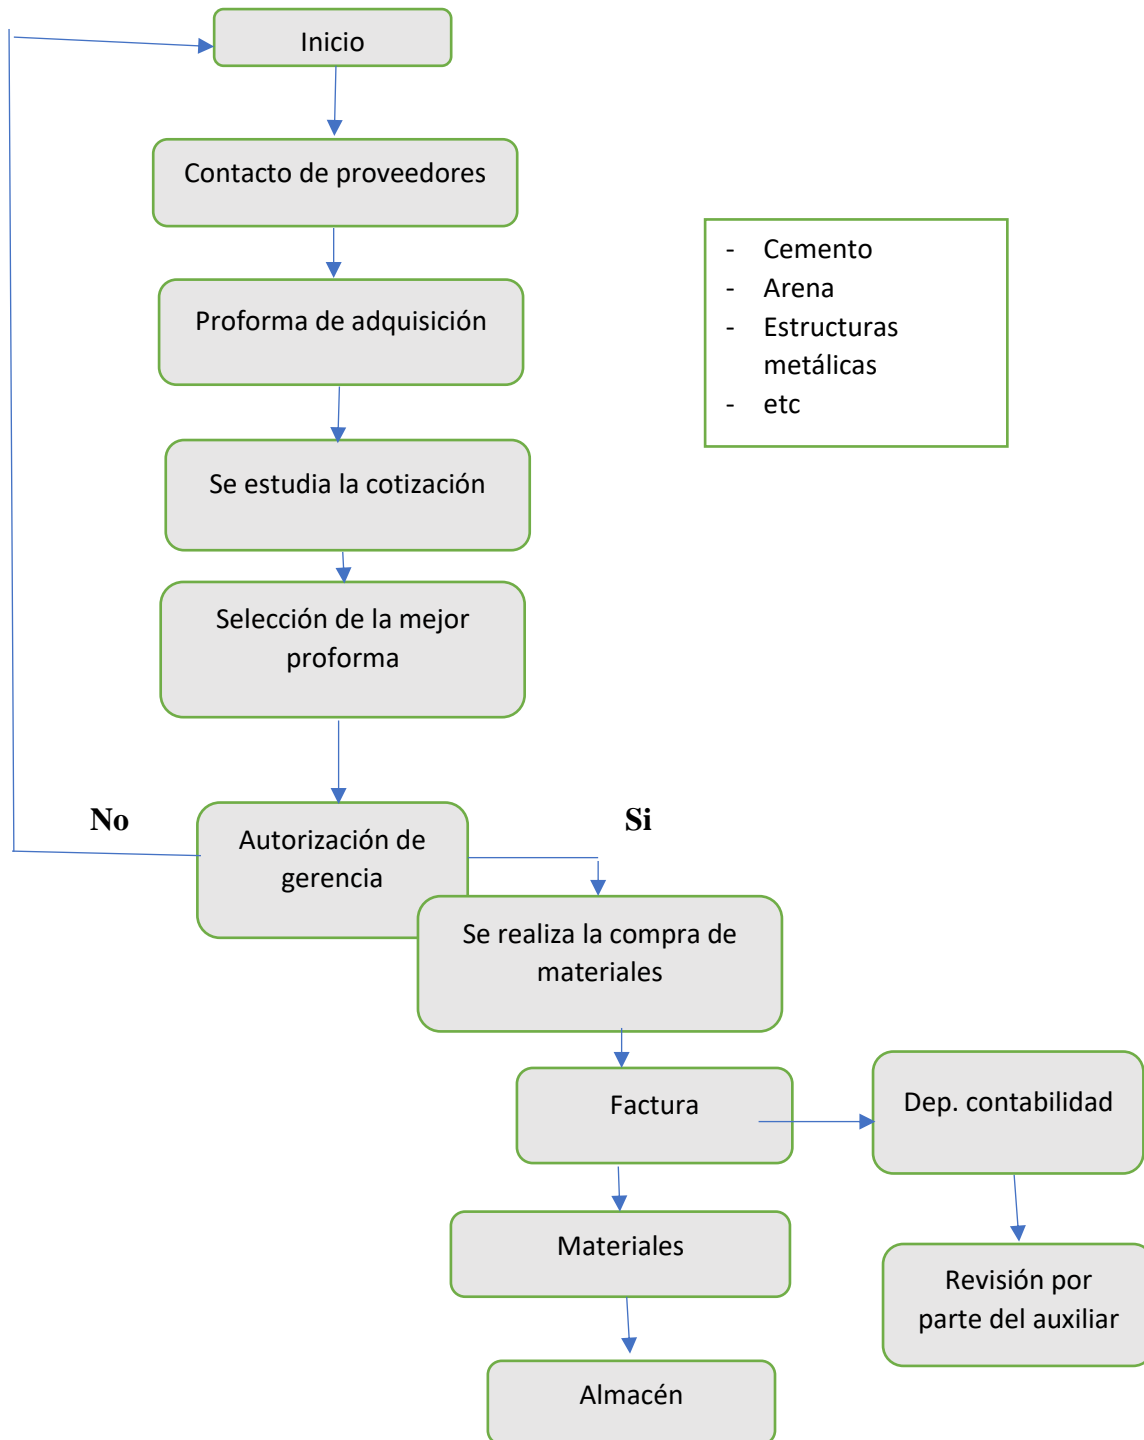 Inicio
Contacto de proveedores
- Cemento
- Arena
- Estructuras
metálicas
- etc
Proforma de adquisición
Se estudia la cotización
Selección de la mejor
proforma
No
Si
Autorización de
gerencia
Se realiza la compra de
materiales
Factura
Dep. contabilidad
Materiales
Revisión por
parte del auxiliar
Almacén